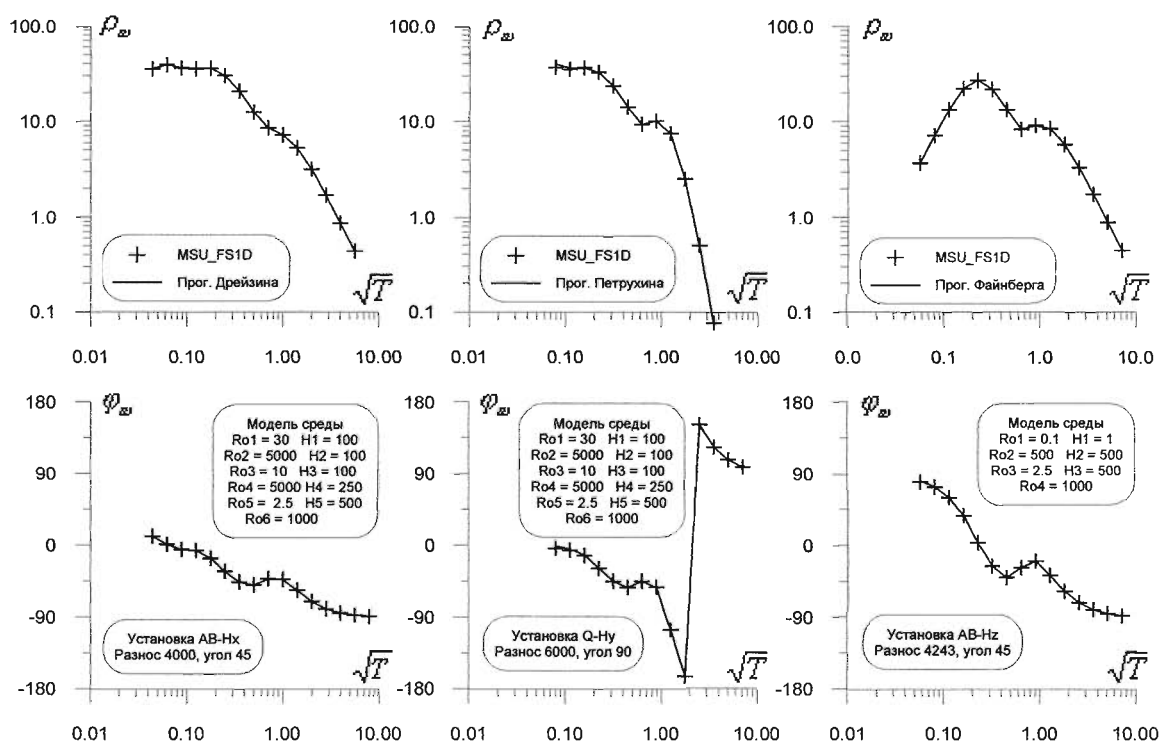 100.0 ρω 100.0 ρω 100.0 ρω
10.0 10.0 10.0
1.0 1.0 1.0
MSU_FS1D MSU_FS1D MSU_FS1D
Прог. Дрейзина √T Прог. Петрухина √T Прог. Файнберга √T
0.1 0.1 0.1
0.01 0.10 1.00 10.00 0.01 0.10 1.00 10.00 0.0 0.1 1.0 10.0
180 φω 180 φω 180 φω
Модель среды
Ro1 = 30 H1 = 100
Ro2 = 5000 H2 = 100
Ro3 = 10 H3 = 100
Ro4 = 5000 H4 = 250
Ro5 = 2.5 H5 = 500
Ro6 = 1000
Модель среды
Ro1 = 30 H1 = 100
Ro2 = 5000 H2 = 100
Ro3 = 10 H3 = 100
Ro4 = 5000 H4 = 250
Ro5 = 2.5 H5 = 500
Ro6 = 1000
Модель среды
Ro1 = 0.1 H1 = 1
Ro2 = 500 H2 = 500
Ro3 = 2.5 H3 = 500
Ro4 = 1000
90 90 90
0 0 0
-90 -90 -90
Установка AB-Hx
Разнос 4000, угол 45
Установка Q-Hy
Разнос 6000, угол 90
Установка AB-Hz
Разнос 4243, угол 45
√T √T √T
-180 -180 -180
0.01 0.10 1.00 10.00 0.01 0.10 1.00 10.00 0.01 0.10 1.00 10.00